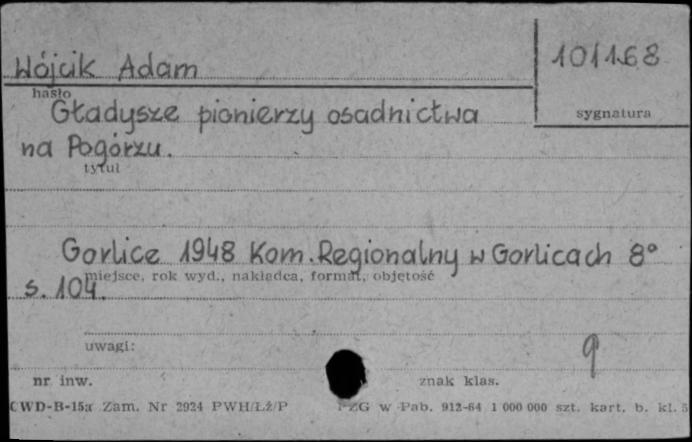 Wójcik Adam
101168
hasło
sygnatura
Gładysze pionierzy osadnictwa
na Pogórzu.
tytuł
Gorlice 1948 Kom. Regionalny w Gorlicach 8°
miejsce, rok wyd., nakładca, format, objętość
s. 104.
uwagi:
9
nr inw.
znak klas.
CWD-B-15a Zam. Nr 2924 PWH/Łż/P
PZG w Pab. 912-64 1 000 000 szt. kart. b. kl. 5